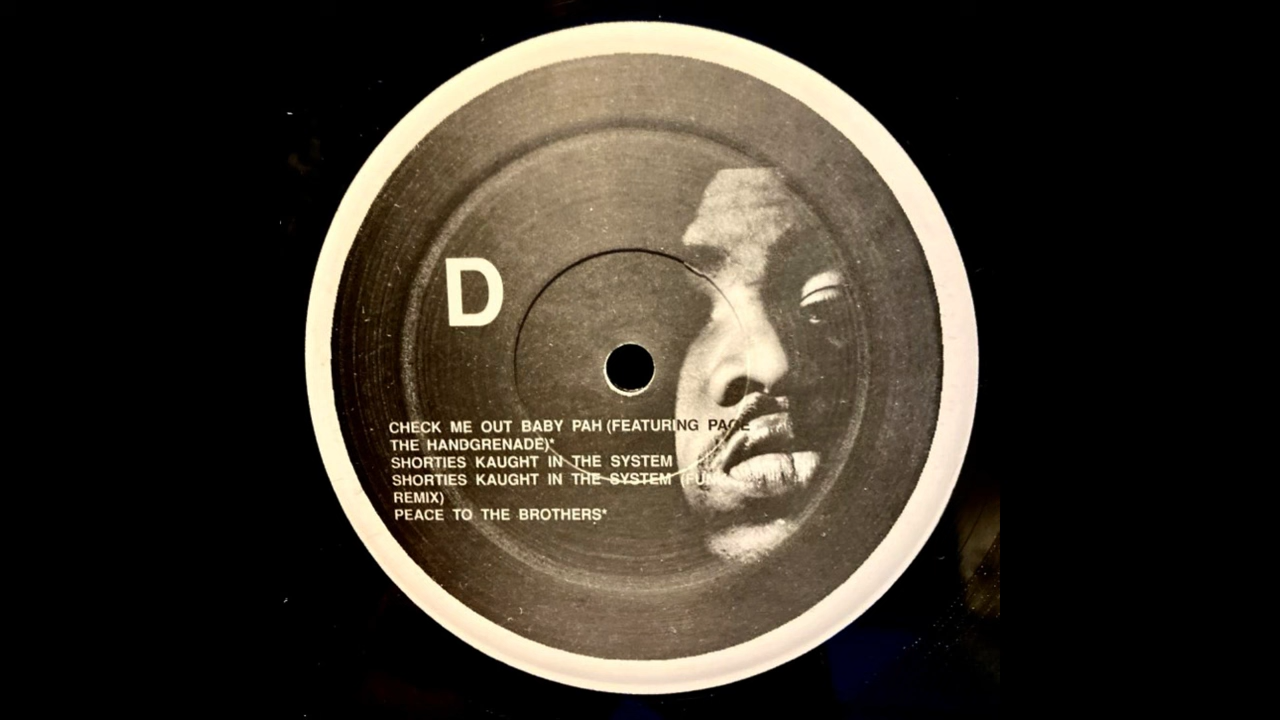 D
CHECK ME OUT BABY PAH (FEATURING PAGE
THE HANDGRENADE)*
SHORTIES KAUGHT IN THE SYSTEM
SHORTIES KAUGHT IN THE SYSTEM
REMIX)
PEACE TO THE BROTHERS*